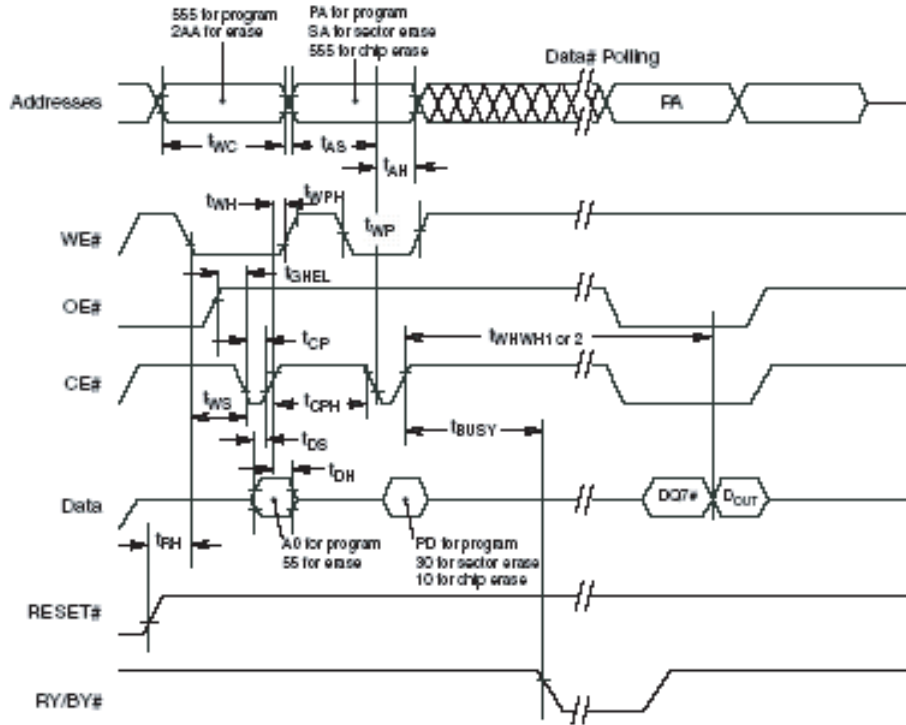 555 for program
2AA for erase
PA for program
SA for sector erase
555 for chip erase
Data# Polling
Addresses
PA
tWC
tAS
tAH
tWH
tWPH
tWP
WE#
tGHEL
OE#
tCP
tWHWH1 or 2
CE#
tWS
tCPH
tBUSY
tDS
tDH
Data
DQ7#
DOUT
tRH
A0 for program
55 for erase
PD for program
30 for sector erase
10 for chip erase
RESET#
RY/BY#